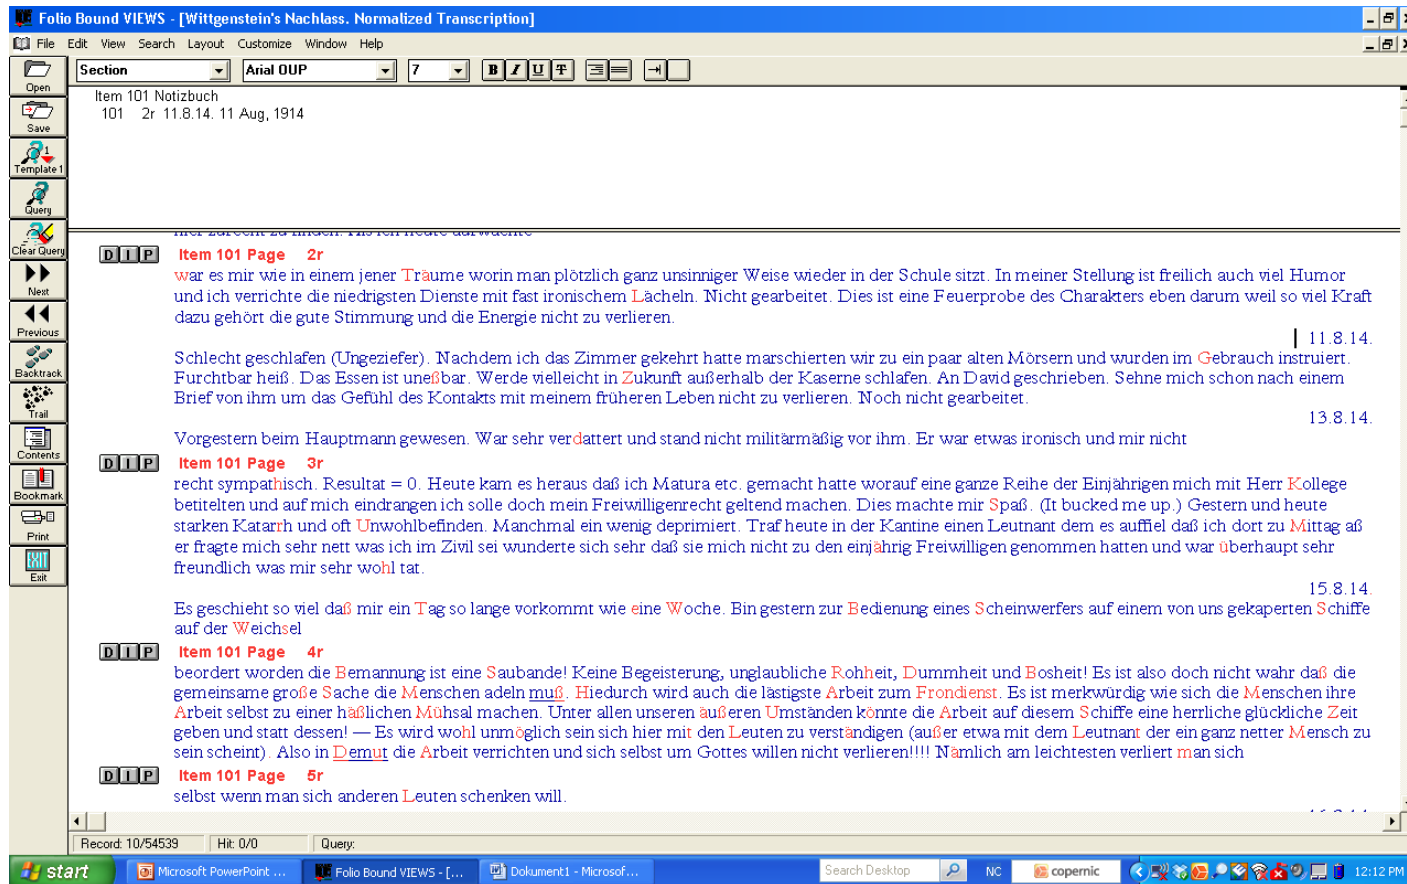 Folio Bound VIEWS - [Wittgenstein's Nachlass. Normalized Transcription]
File Edit View Search Layout Customize Window Help
Section Arial OUP 7 B I U T
Open
Save
Template 1
Query
Clear Query
Next
Previous
Backtrack
Trail
Contents
Bookmark
Print
EXIT
Exit
Item 101 Notizbuch
101 2r 11.8.14. 11 Aug, 1914
hier zurecht zu finden. Als ich heute aufwachte
D I P Item 101 Page 2r
war es mir wie in einem jener Träume worin man plötzlich ganz unsinniger Weise wieder in der Schule sitzt. In meiner Stellung ist freilich auch viel Humor
und ich verrichte die niedrigsten Dienste mit fast ironischem Lächeln. Nicht gearbeitet. Dies ist eine Feuerprobe des Charakters eben darum weil so viel Kraft
dazu gehört die gute Stimmung und die Energie nicht zu verlieren.
11.8.14.
Schlecht geschlafen (Ungeziefer). Nachdem ich das Zimmer gekehrt hatte marschierten wir zu ein paar alten Mörsern und wurden im Gebrauch instruiert.
Furchtbar heiß. Das Essen ist uneßbar. Werde vielleicht in Zukunft außerhalb der Kaserne schlafen. An David geschrieben. Sehne mich schon nach einem
Brief von ihm um das Gefühl des Kontakts mit meinem früheren Leben nicht zu verlieren. Noch nicht gearbeitet.
13.8.14.
Vorgestern beim Hauptmann gewesen. War sehr verdattert und stand nicht militärmäßig vor ihm. Er war etwas ironisch und mir nicht
D I P Item 101 Page 3r
recht sympathisch. Resultat = 0. Heute kam es heraus daß ich Matura etc. gemacht hatte worauf eine ganze Reihe der Einjährigen mich mit Herr Kollege
betitelten und auf mich eindrangen ich solle doch mein Freiwilligenrecht geltend machen. Dies machte mir Spaß. (It bucked me up.) Gestern und heute
starken Katarrh und oft Unwohlbefinden. Manchmal ein wenig deprimiert. Traf heute in der Kantine einen Leutnant dem es auffiel daß ich dort zu Mittag aß
er fragte mich sehr nett was ich im Zivil sei wunderte sich sehr daß sie mich nicht zu den einjährig Freiwilligen genommen hatten und war überhaupt sehr
freundlich was mir sehr wohl tat.
15.8.14.
Es geschieht so viel daß mir ein Tag so lange vorkommt wie eine Woche. Bin gestern zur Bedienung eines Scheinwerfers auf einem von uns gekaperten Schiffe
auf der Weichsel
D I P Item 101 Page 4r
beordert worden die Bemannung ist eine Saubande! Keine Begeisterung, unglaubliche Rohheit, Dummheit und Bosheit! Es ist also doch nicht wahr daß die
gemeinsame große Sache die Menschen adeln muß. Hiedurch wird auch die lästigste Arbeit zum Frondienst. Es ist merkwürdig wie sich die Menschen ihre
Arbeit selbst zu einer häßlichen Mühsal machen. Unter allen unseren äußeren Umständen könnte die Arbeit auf diesem Schiffe eine herrliche glückliche Zeit
geben und statt dessen! — Es wird wohl unmöglich sein sich hier mit den Leuten zu verständigen (außer etwa mit dem Leutnant der ein ganz netter Mensch zu
sein scheint). Also in Demut die Arbeit verrichten und sich selbst um Gottes willen nicht verlieren!!!! Nämlich am leichtesten verliert man sich
D I P Item 101 Page 5r
selbst wenn man sich anderen Leuten schenken will.
Record: 10/54539 Hit: 0/0 Query:
start Microsoft PowerPoint ... Folio Bound VIEWS - [... Dokument1 - Microsof... Search Desktop NC copernic 12:12 PM